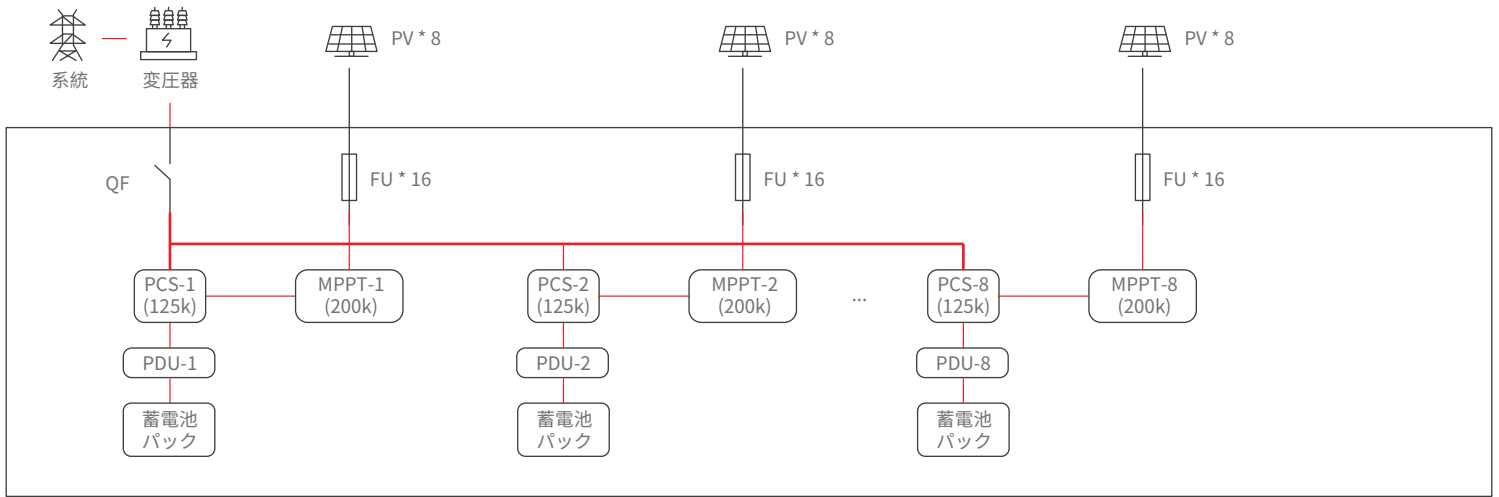 系統
変圧器
PV * 8
PV * 8
PV * 8
QF
FU * 16
FU * 16
FU * 16
PCS-1
(125k)
MPPT-1
(200k)
PCS-2
(125k)
MPPT-2
(200k)
...
PCS-8
(125k)
MPPT-8
(200k)
PDU-1
PDU-2
PDU-8
蓄電池
パック
蓄電池
パック
蓄電池
パック